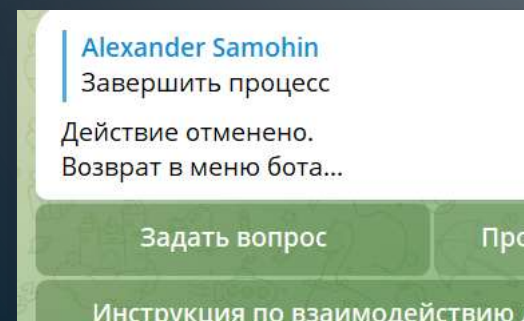 Alexander Samohin
Завершить процесс
Действие отменено.
Возврат в меню бота...
Задать вопрос
Инструкция по взаимодействию